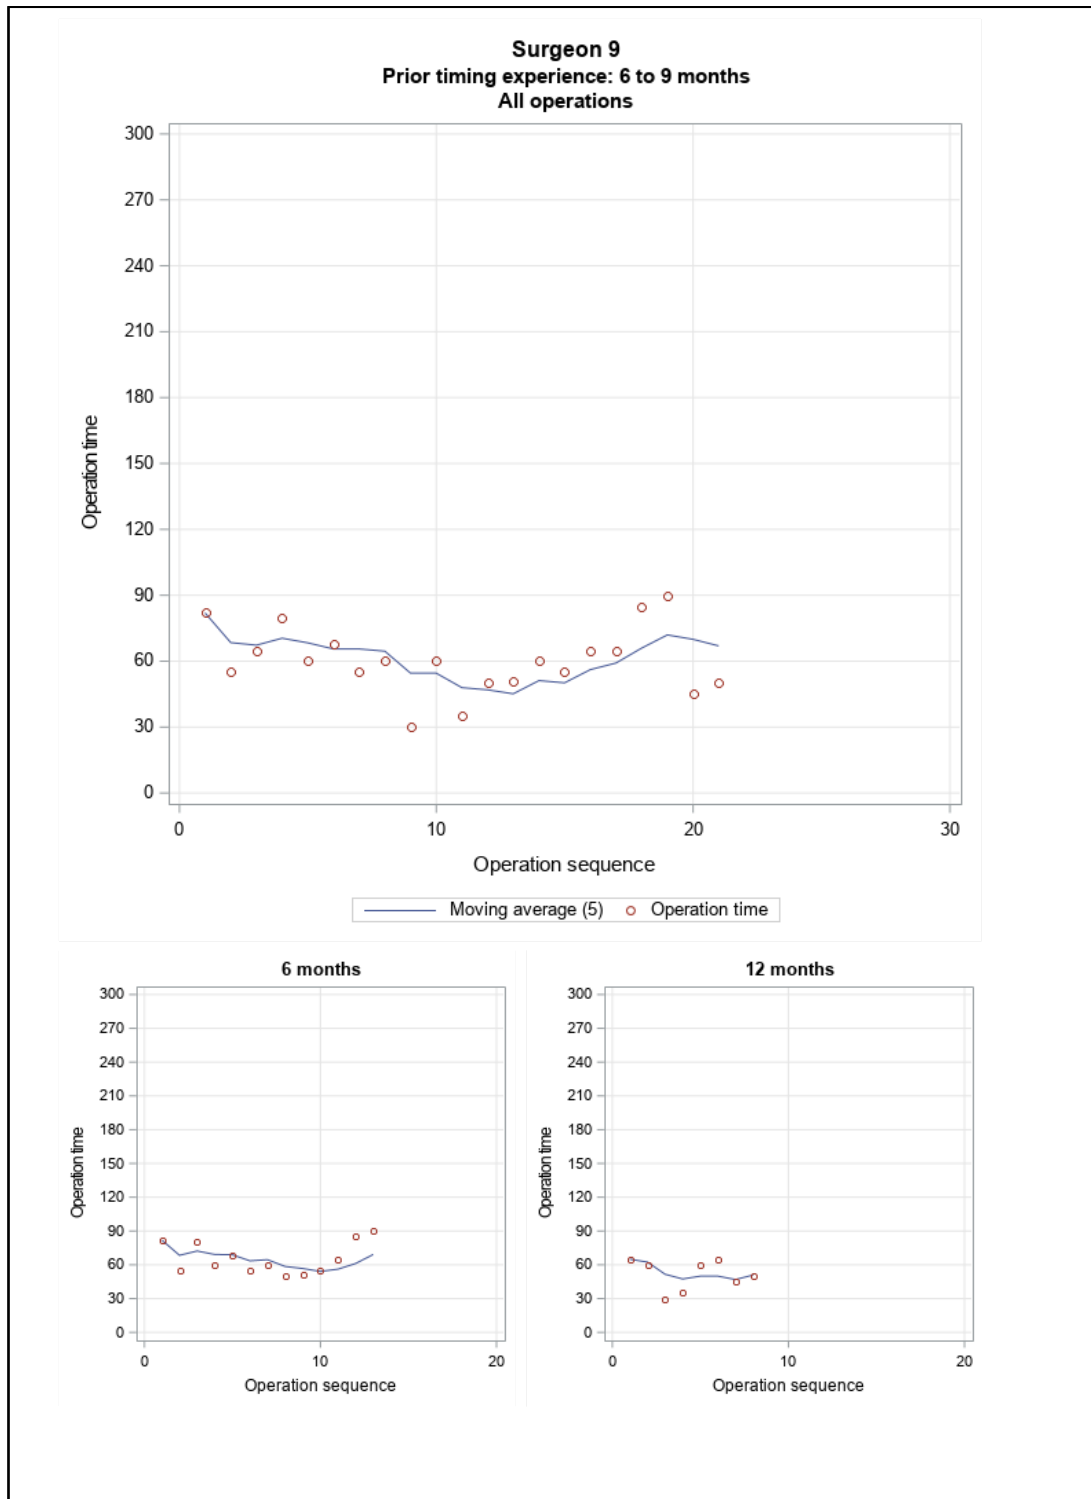 Surgeon 9
Prior timing experience: 6 to 9 months
All operations
300
270
240
210
180
150
120
90
60
30
0
Operation time
0 10 20 30
Operation sequence
Moving average (5) Operation time
6 months
300
270
240
210
180
150
120
90
60
30
0
Operation time
0 10 20
Operation sequence
12 months
300
270
240
210
180
150
120
90
60
30
0
Operation time
0 10 20
Operation sequence